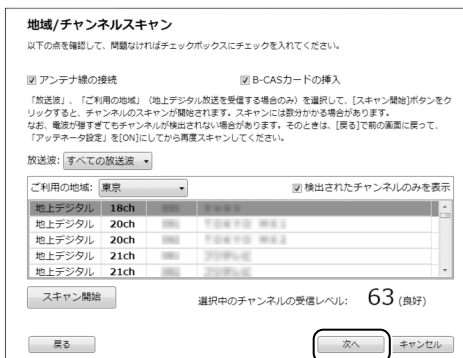 地域/チャンネルスキャン
以下の点を確認して、問題なければチェックボックスにチェックを入れてください。
アンテナ線の接続
B-CASカードの挿入
「放送波」、「ご利用の地域」（地上デジタル放送を受信する場合のみ）を選択して、[スキャン開始]ボタンをク
リックすると、チャンネルのスキャンが開始されます。スキャンには数分かかる場合があります。
なお、電波が強すぎてもチャンネルが検出されない場合があります。そのときは、[戻る]で前の画面に戻って、
「アッテネータ設定」を[ON]にしてから再度スキャンしてください。
放送波: すべての放送波
ご利用の地域: 東京
検出されたチャンネルのみを表示
地上デジタル 18ch
地上デジタル 20ch
地上デジタル 20ch
地上デジタル 21ch
地上デジタル 21ch
スキャン開始
選択中のチャンネルの受信レベル: 63 (良好)
戻る
次へ
キャンセル